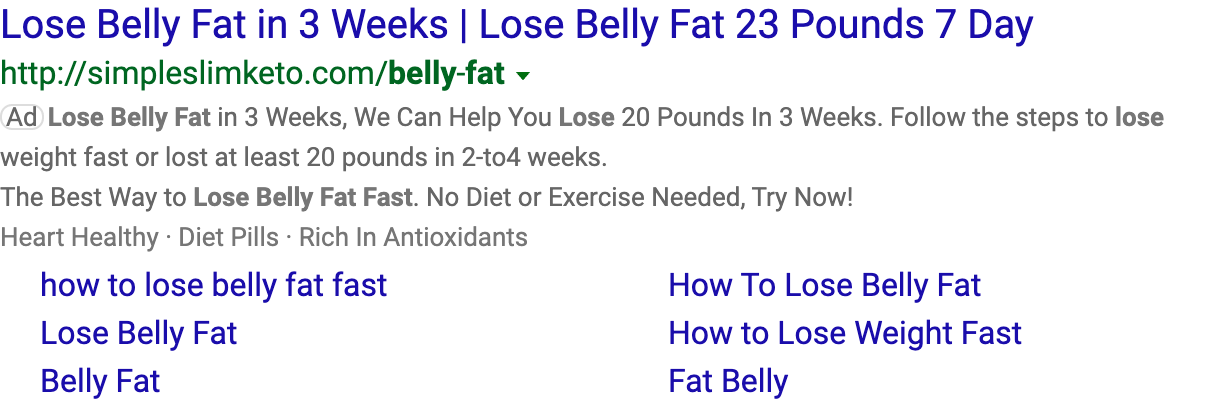 Lose Belly Fat in 3 Weeks | Lose Belly Fat 23 Pounds 7 Day
http://simpleslimketo.com/belly-fat
Ad Lose Belly Fat in 3 Weeks, We Can Help You Lose 20 Pounds In 3 Weeks. Follow the steps to lose
weight fast or lost at least 20 pounds in 2-to4 weeks.
The Best Way to Lose Belly Fat Fast. No Diet or Exercise Needed, Try Now!
Heart Healthy · Diet Pills · Rich In Antioxidants
how to lose belly fat fast How To Lose Belly Fat
Lose Belly Fat How to Lose Weight Fast
Belly Fat Fat Belly